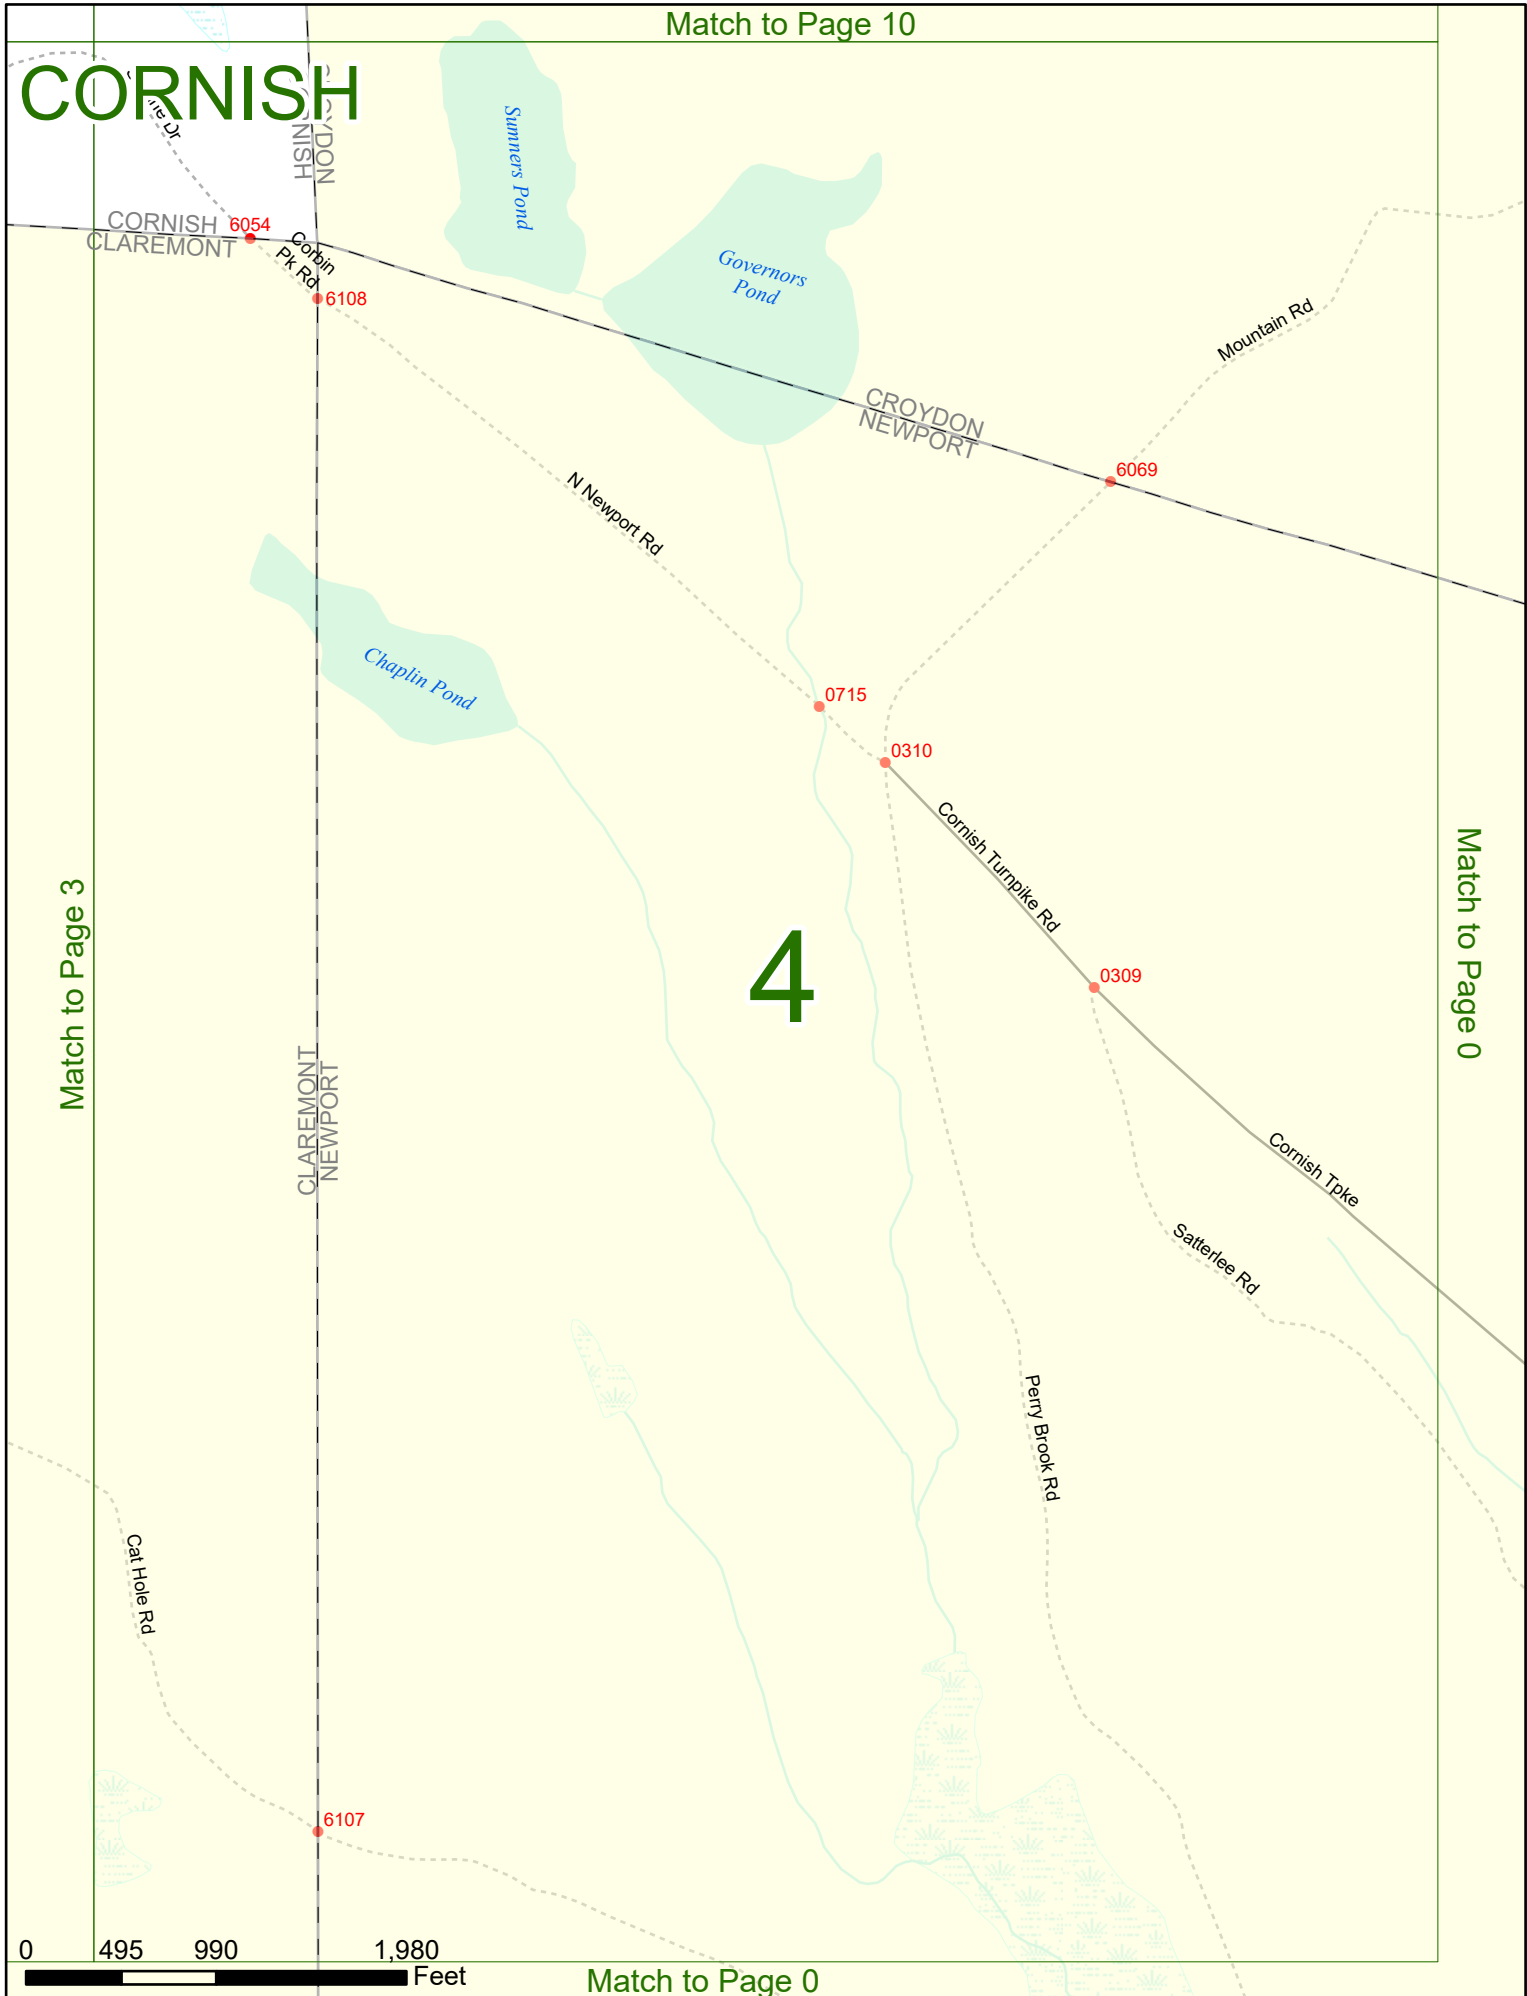 Match to Page 10
CORNISH
Dr
CORNISH
CLAREMONT
6054
Corbin
Pk Rd
6108
Sumners Pond
Governors
Pond
Mountain Rd
CROYDON
NEWPORT
6069
N Newport Rd
Chaplin Pond
0715
0310
Cornish Turnpike Rd
4
0309
Match to Page 3
Match to Page 0
CLAREMONT
NEWPORT
Cornish Tpke
Satterlee Rd
Perry Brook Rd
Cat Hole Rd
6107
0 495 990 1,980
Feet
Match to Page 0